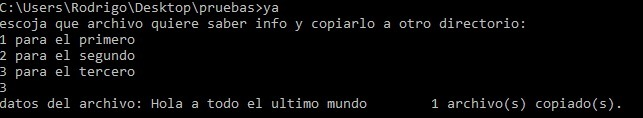 C:\Users\Rodrigo\Desktop\pruebas>ya
escoja que archivo quiere saber info y copiarlo a otro directorio:
1 para el primero
2 para el segundo
3 para el tercero
3
datos del archivo: Hola a todo el ultimo mundo        1 archivo(s) copiado(s).